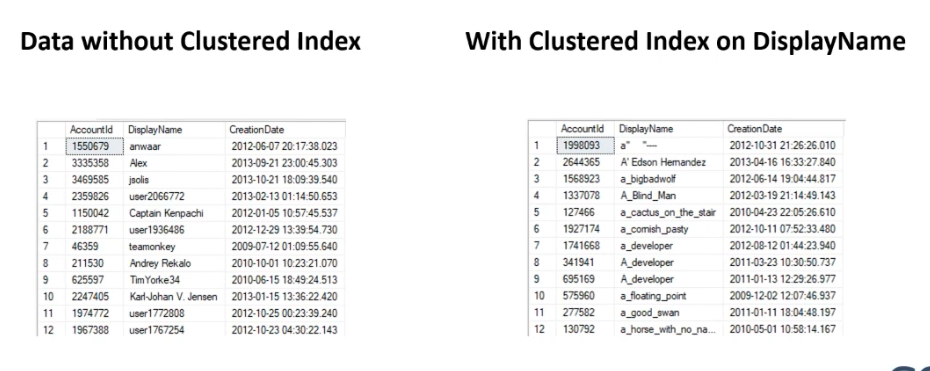 Data without Clustered Index
With Clustered Index on DisplayName
AccountId DisplayName CreationDate
1 1550679 anwaar 2012-06-07 20:17:38.023
2 3335358 Alex 2013-09-21 23:00:45.303
3 3469585 jsolis 2013-10-21 18:09:39.540
4 2359826 user2066772 2013-02-13 01:14:50.653
5 1150042 Captain Kenpachi 2012-01-05 10:57:45.537
6 2188771 user1936486 2012-12-29 13:39:54.730
7 46359 teamonkey 2009-07-12 01:09:55.640
8 211530 Andrey Rekalo 2010-10-01 10:23:21.070
9 625597 TimYorke34 2010-06-15 18:49:24.513
10 2247405 Karl-Johan V. Jensen 2013-01-15 13:36:22.420
11 1974772 user1772808 2012-10-25 00:23:39.240
12 1967388 user1767254 2012-10-23 04:30:22.143
AccountId DisplayName CreationDate
1 1998093 a" "---- 2012-10-31 21:26:26.010
2 2644365 A' Edson Hernandez 2013-04-16 16:33:27.840
3 1568923 a_bigbadwolf 2012-06-14 19:04:44.817
4 1337078 A_Blind_Man 2012-03-19 21:14:49.143
5 127466 a_cactus_on_the_stair 2010-04-23 22:05:26.610
6 1927174 a_cornish_pasty 2012-10-11 07:52:33.480
7 1741668 a_developer 2012-08-12 01:44:23.940
8 341941 A_developer 2011-03-23 10:30:50.737
9 695169 A_developer 2011-01-13 12:29:26.977
10 575960 a_floating_point 2009-12-02 12:07:46.937
11 277582 a_good_swan 2011-01-11 18:04:48.197
12 130792 a_horse_with_no_na... 2010-05-01 10:58:14.167